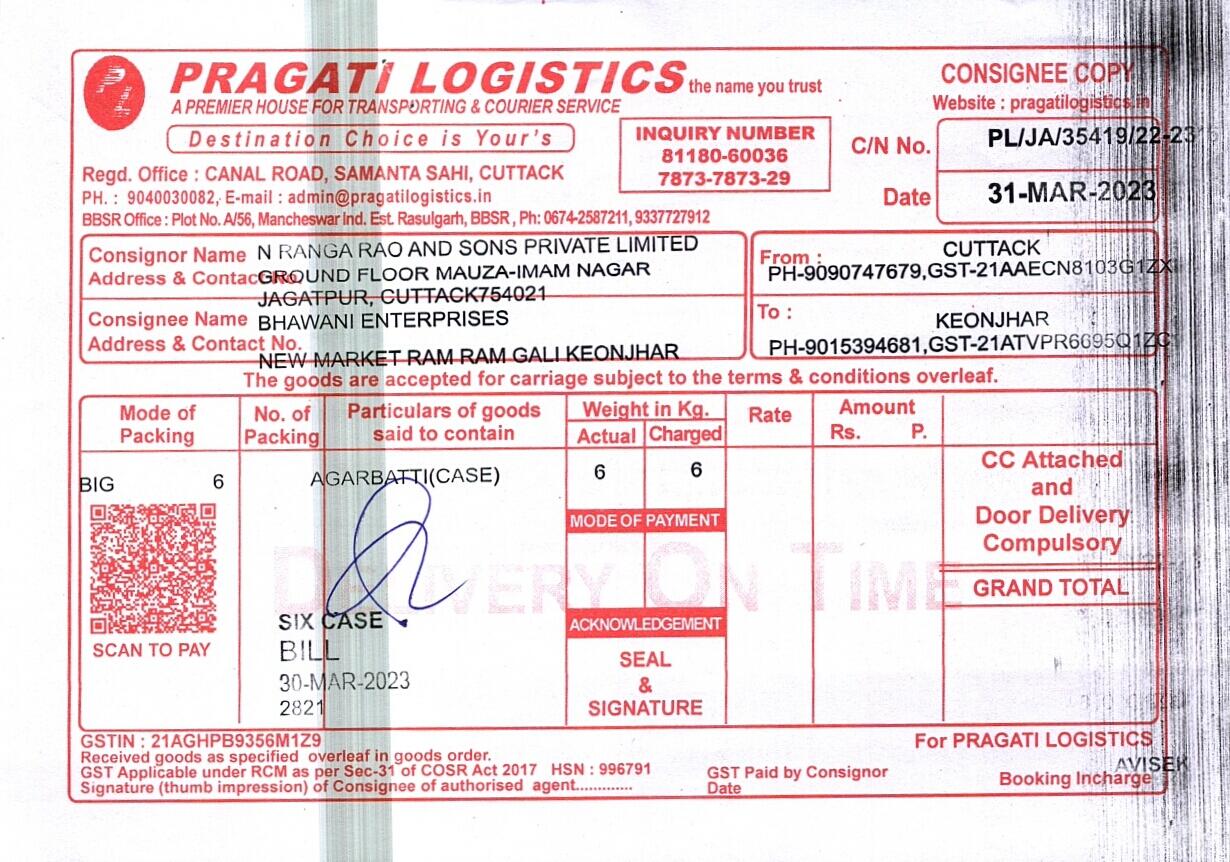 PRAGATI LOGISTICS the name you trust
A PREMIER HOUSE FOR TRANSPORTING & COURIER SERVICE
Destination Choice is Your's
CONSIGNEE COPY
Website : pragatilogistics.in
INQUIRY NUMBER
81180-60036
7873-7873-29
C/N No. PL/JA/35419/22-23
Date 31-MAR-2023
Regd. Office : CANAL ROAD, SAMANTA SAHI, CUTTACK
PH. : 9040030082, E-mail : admin@pragatilogistics.in
BBSR Office : Plot No. A/56, Mancheswar Ind. Est. Rasulgarh, BBSR , Ph: 0674-2587211, 9337727912
Consignor Name N RANGA RAO AND SONS PRIVATE LIMITED
Address & Contact No. GROUND FLOOR MAUZA-IMAM NAGAR
JAGATPUR, CUTTACK754021
From : CUTTACK
PH-9090747679,GST-21AAECN8103G1ZX
Consignee Name BHAWANI ENTERPRISES
Address & Contact No.
NEW MARKET RAM RAM GALI KEONJHAR
To : KEONJHAR
PH-9015394681,GST-21ATVPR6695Q1ZC
The goods are accepted for carriage subject to the terms & conditions overleaf.
Mode of Packing
No. of Packing
Particulars of goods said to contain
Weight in Kg.
Actual Charged
Rate
Amount
Rs. P.
BIG 6 AGARBATTI(CASE) 6 6
CC Attached
and
Door Delivery
Compulsory
MODE OF PAYMENT
DELIVERY ON TIME
GRAND TOTAL
SCAN TO PAY
SIX CASE
BILL
30-MAR-2023
2821
ACKNOWLEDGEMENT
SEAL
&
SIGNATURE
GSTIN : 21AGHPB9356M1Z9
Received goods as specified overleaf in goods order.
GST Applicable under RCM as per Sec-31 of COSR Act 2017 HSN : 996791
Signature (thumb impression) of Consignee of authorised agent.............
GST Paid by Consignor
Date
For PRAGATI LOGISTICS
AVISEK
Booking Incharge